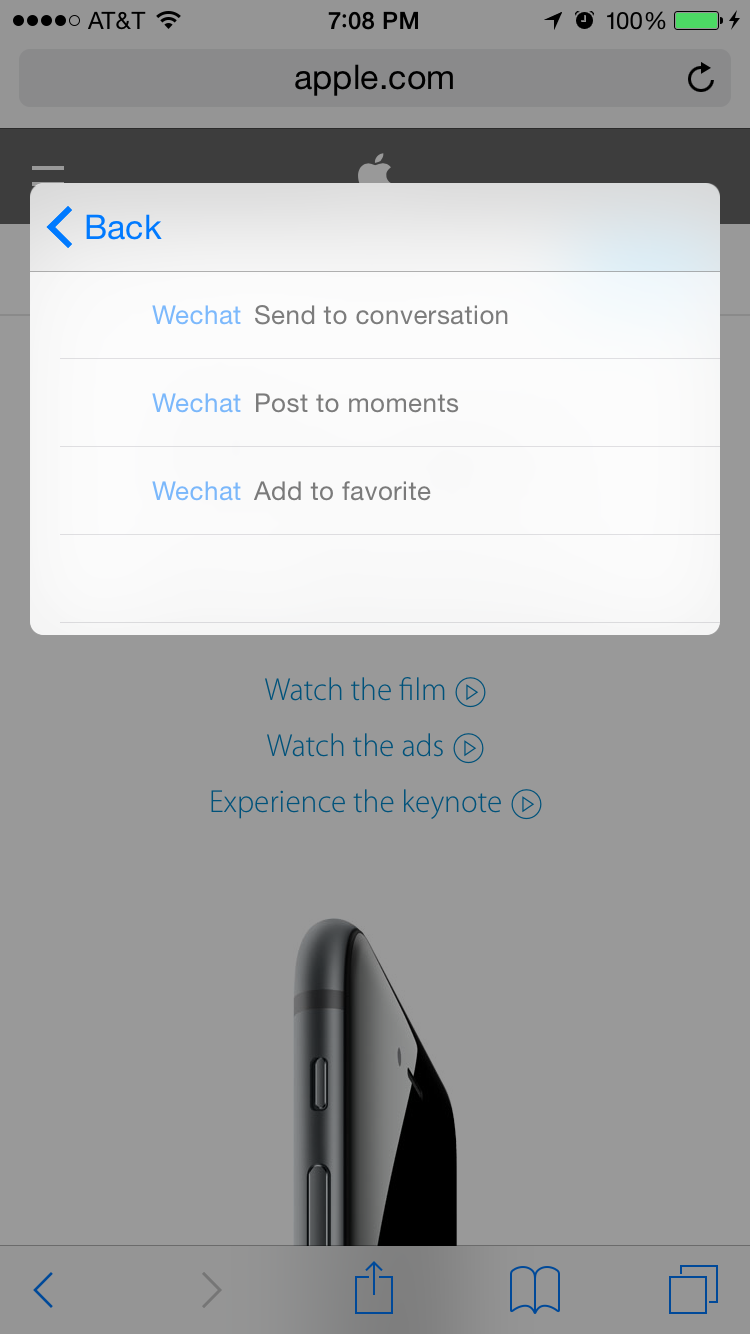 AT&T 7:08 PM 100%
apple.com
Back
Wechat Send to conversation
Wechat Post to moments
Wechat Add to favorite
Watch the film
Watch the ads
Experience the keynote